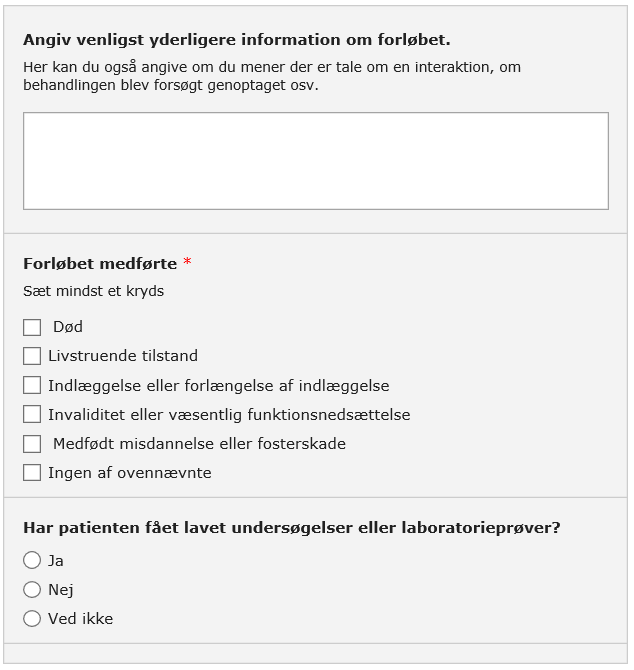 Angiv venligst yderligere information om forløbet.
Her kan du også angive om du mener der er tale om en interaktion, om
behandlingen blev forsøgt genoptaget osv.
Forløbet medførte *
Sæt mindst et kryds
Død
Livstruende tilstand
Indlæggelse eller forlængelse af indlæggelse
Invaliditet eller væsentlig funktionsnedsættelse
Medfødt misdannelse eller fosterskade
Ingen af ovennævnte
Har patienten fået lavet undersøgelser eller laboratorieprøver?
Ja
Nej
Ved ikke